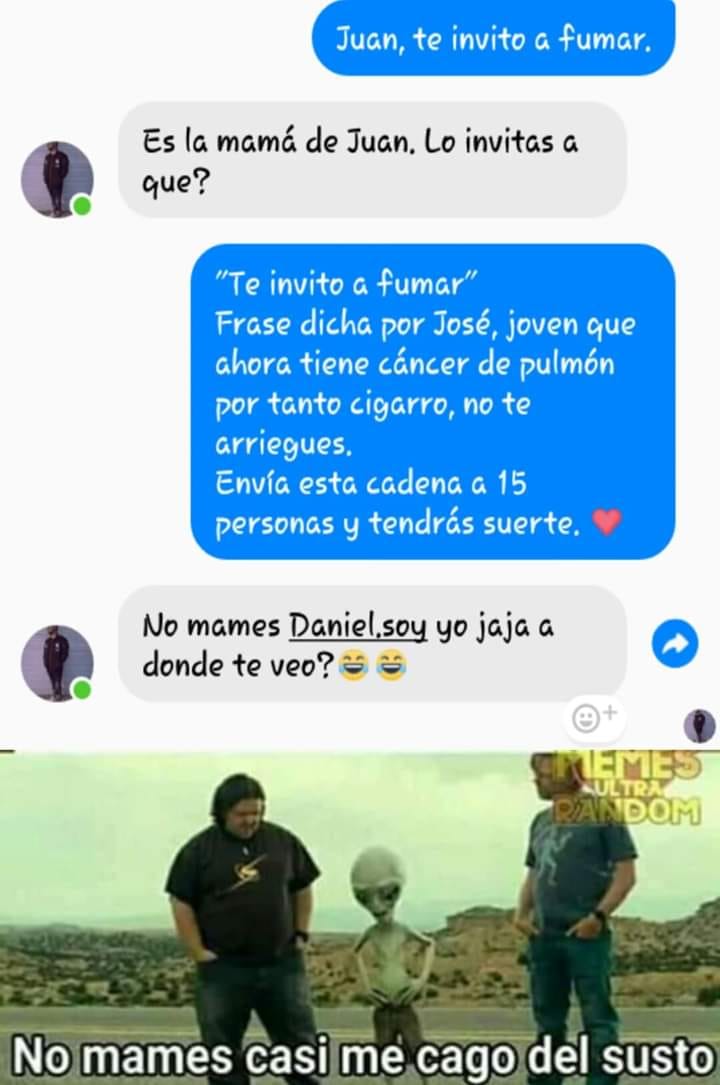 Juan, te invito a fumar.
Es la mamá de Juan. Lo invitas a
que?
"Te invito a fumar"
Frase dicha por José, joven que
ahora tiene cáncer de pulmón
por tanto cigarro, no te
arriegues.
Envía esta cadena a 15
personas y tendrás suerte. ❤️
No mames Daniel.soy yo jaja a
donde te veo?😂😂
MEMES
ULTRA
RANDOM
No mames casi me cago del susto